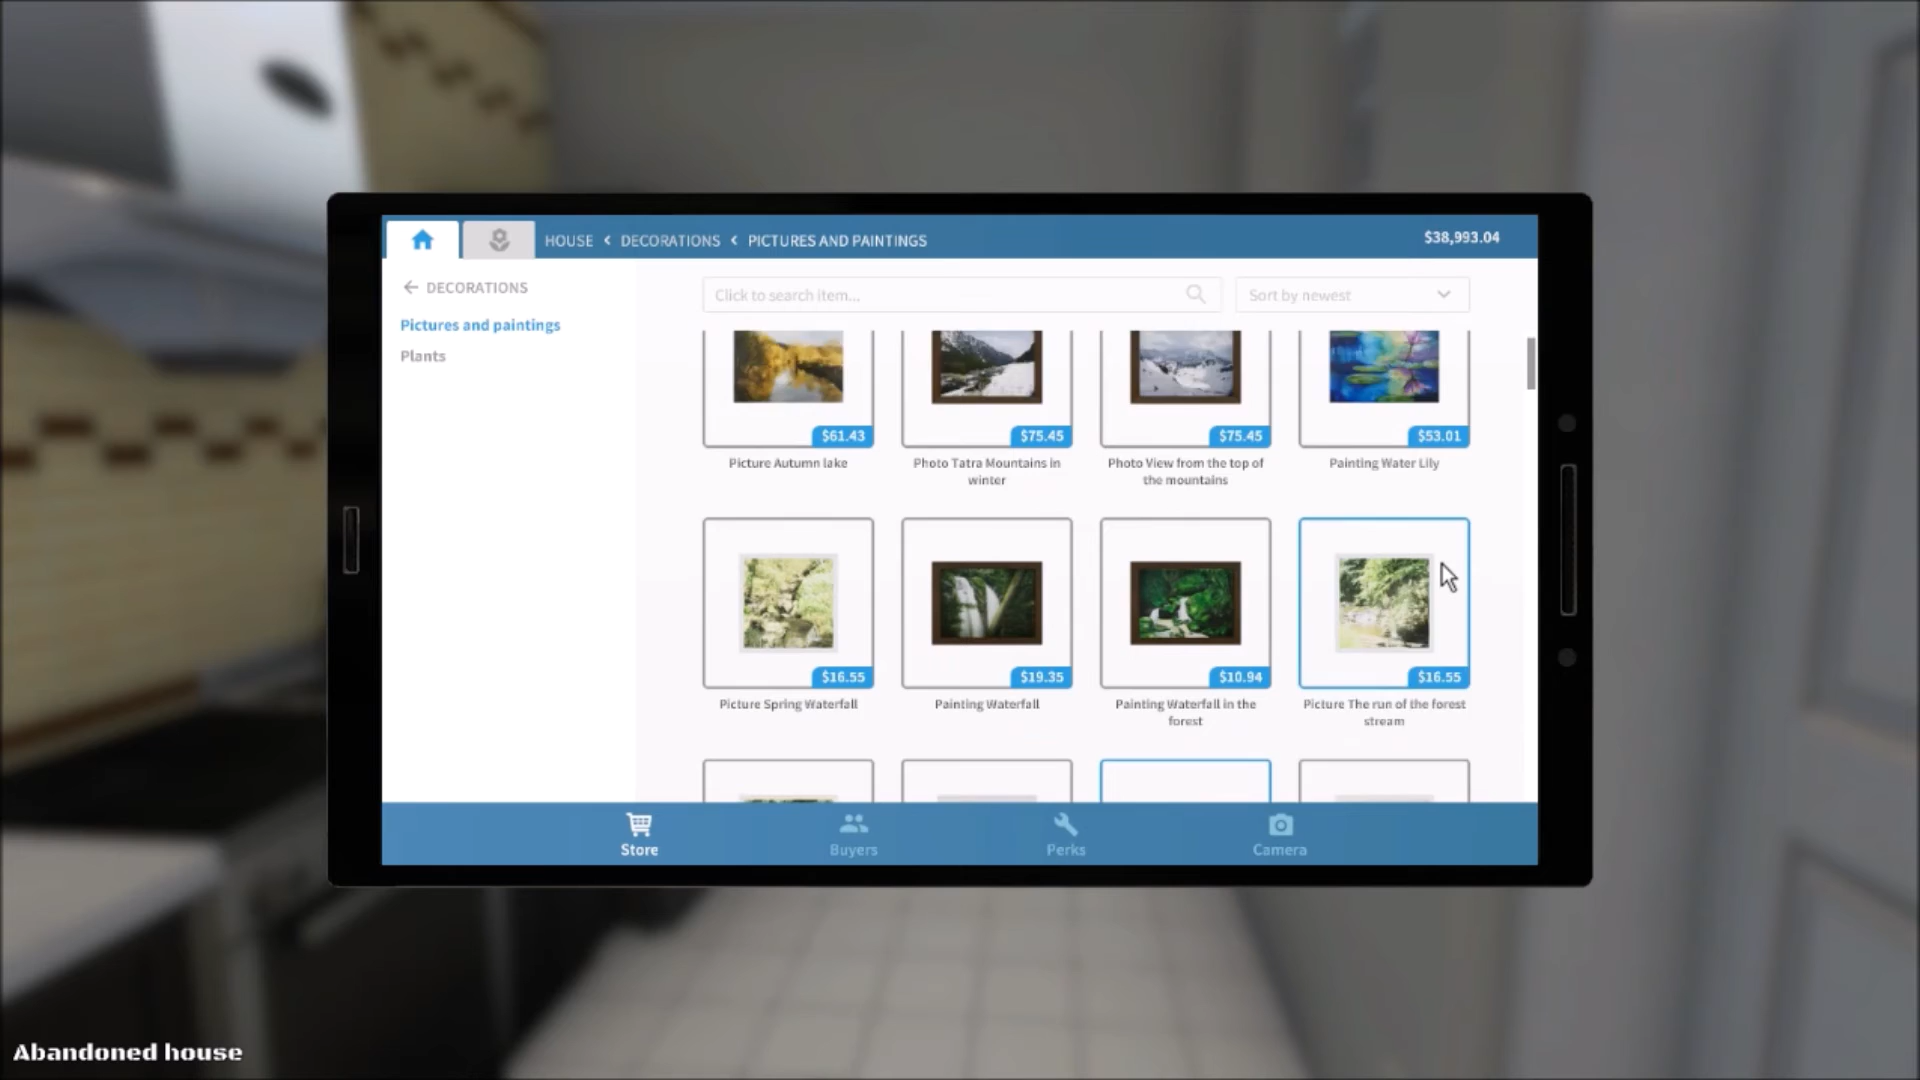 HOUSE < DECORATIONS < PICTURES AND PAINTINGS
$38,993.04
← DECORATIONS
Pictures and paintings
Plants
Click to search item...
Sort by newest
$61.43
$75.45
$75.45
$53.01
Picture Autumn lake
Photo Tatra Mountains in
winter
Photo View from the top of
the mountains
Painting Water Lily
$16.55
$19.35
$10.94
$16.55
Picture Spring Waterfall
Painting Waterfall
Painting Waterfall in the
forest
Picture The run of the forest
stream
Store
Buyers
Perks
Camera
Abandoned house